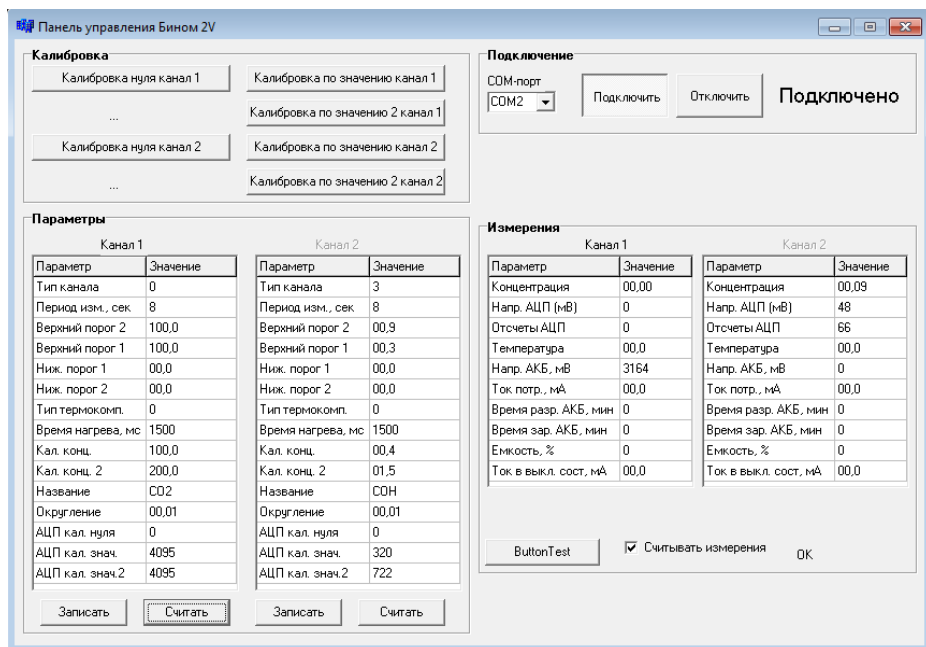 Панель управления Бином 2V
Калибровка
Калибровка нуля канал 1 Калибровка по значению канал 1
... Калибровка по значению 2 канал 1
Калибровка нуля канал 2 Калибровка по значению канал 2
... Калибровка по значению 2 канал 2
Подключение
COM-порт
COM2 Подключить Отключить Подключено
Параметры
Канал 1 Канал 2
Параметр Значение Параметр Значение
Тип канала 0 Тип канала 3
Период изм., сек 8 Период изм., сек 8
Верхний порог 2 100,0 Верхний порог 2 00,9
Верхний порог 1 100,0 Верхний порог 1 00,3
Ниж. порог 1 00,0 Ниж. порог 1 00,0
Ниж. порог 2 00,0 Ниж. порог 2 00,0
Тип термокомп. 0 Тип термокомп. 0
Время нагрева, мс 1500 Время нагрева, мс 1500
Кал. конц. 100,0 Кал. конц. 00,4
Кал. конц. 2 200,0 Кал. конц. 2 01,5
Название CO2 Название COH
Округление 00,01 Округление 00,01
АЦП кал. нуля 0 АЦП кал. нуля 0
АЦП кал. знач. 4095 АЦП кал. знач. 320
АЦП кал. знач.2 4095 АЦП кал. знач.2 722
Записать Считать Записать Считать
Измерения
Канал 1 Канал 2
Параметр Значение Параметр Значение
Концентрация 00,00 Концентрация 00,09
Напр. АЦП (мВ) 0 Напр. АЦП (мВ) 48
Отсчеты АЦП 0 Отсчеты АЦП 66
Температура 00,0 Температура 00,0
Напр. АКБ, мВ 3164 Напр. АКБ, мВ 0
Ток потр., мА 00,0 Ток потр., мА 00,0
Время разр. АКБ, мин 0 Время разр. АКБ, мин 0
Время зар. АКБ, мин 0 Время зар. АКБ, мин 0
Емкость, % 0 Емкость, % 0
Ток в выкл. сост, мА 00,0 Ток в выкл. сост, мА 00,0
ButtonTest Считывать измерения OK